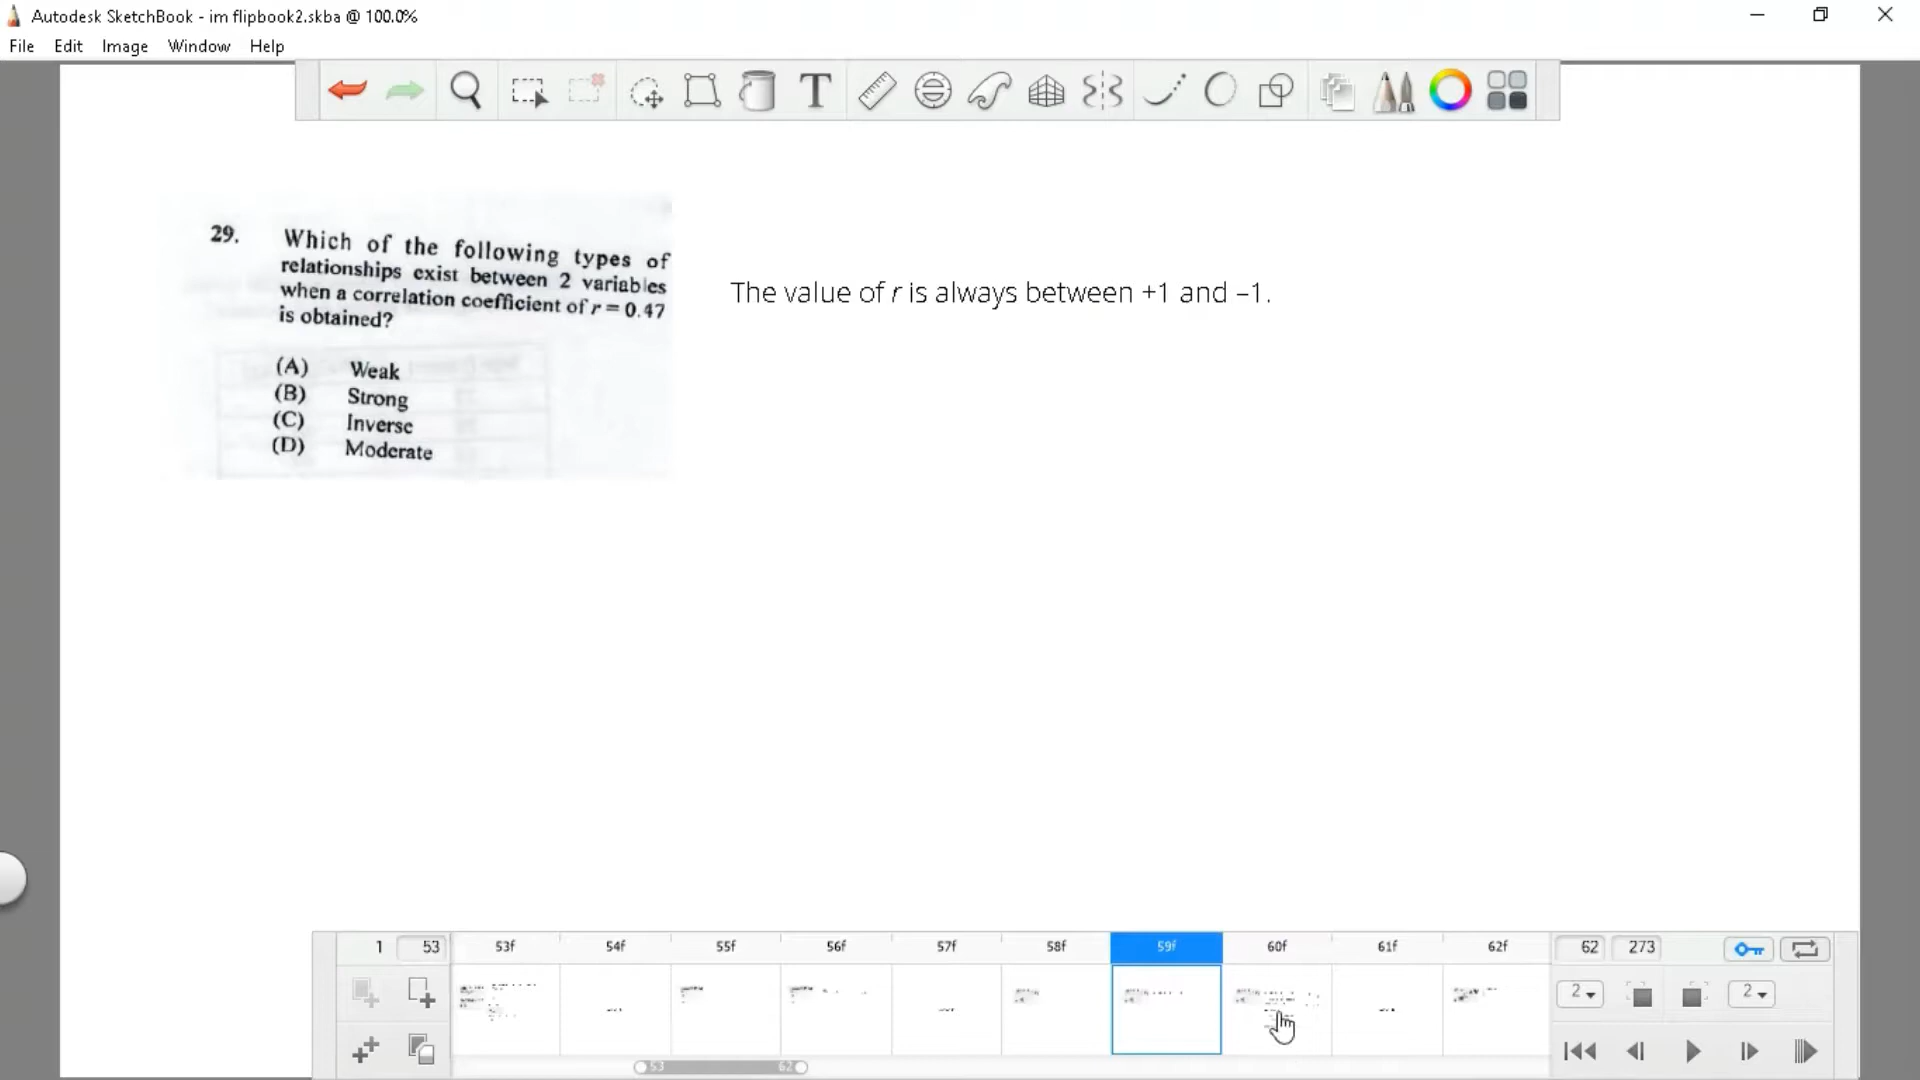 Autodesk SketchBook - im flipbook2.skba @ 100.0%
File Edit Image Window Help
29. Which of the following types of
relationships exist between 2 variables
when a correlation coefficient of r = 0.47
is obtained?
(A) Weak
(B) Strong
(C) Inverse
(D) Moderate
The value of r is always between +1 and –1.
1 53 53f 54f 55f 56f 57f 58f 59f 60f 61f 62f 62 273
2 2
53 62